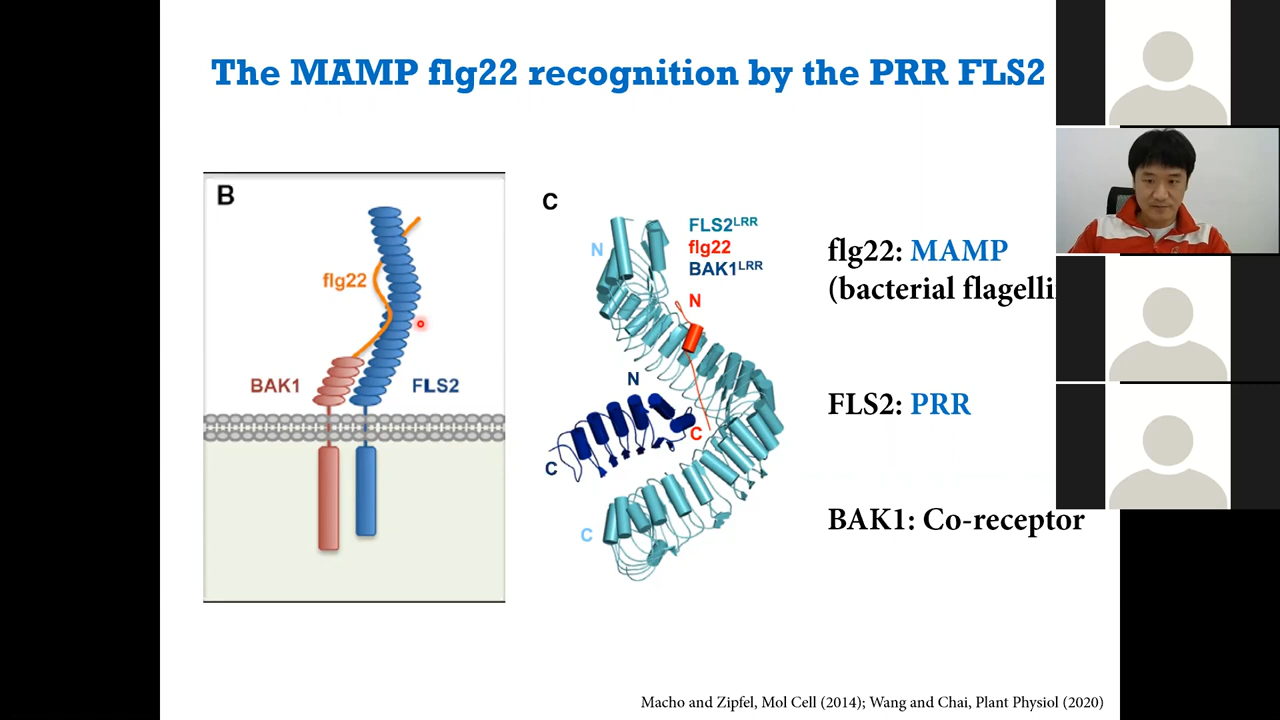 The MAMP flg22 recognition by the PRR FLS2
B
flg22
BAK1
FLS2
C
FLS2LRR
flg22
BAK1LRR
N
N
N
C
C
C
flg22: MAMP
(bacterial flagelli
FLS2: PRR
BAK1: Co-receptor
Macho and Zipfel, Mol Cell (2014); Wang and Chai, Plant Physiol (2020)